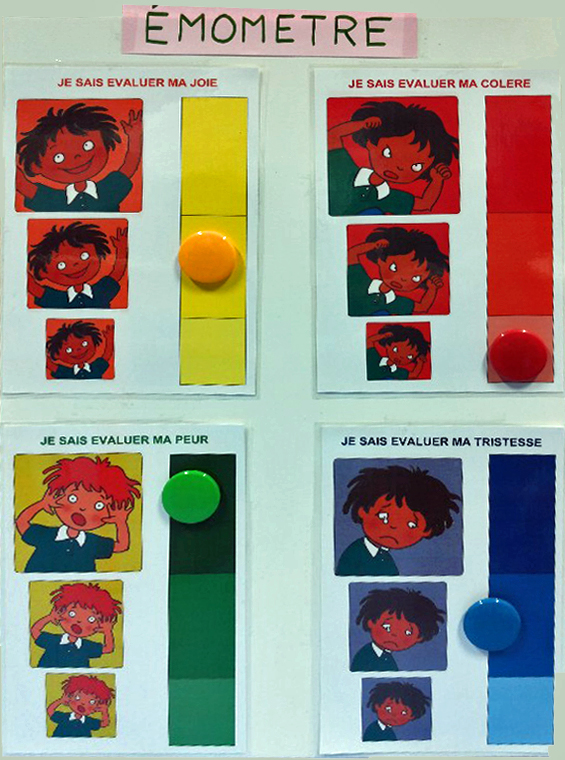 ÉMOMETRE
JE SAIS EVALUER MA JOIE
JE SAIS EVALUER MA COLERE
JE SAIS EVALUER MA PEUR
JE SAIS EVALUER MA TRISTESSE